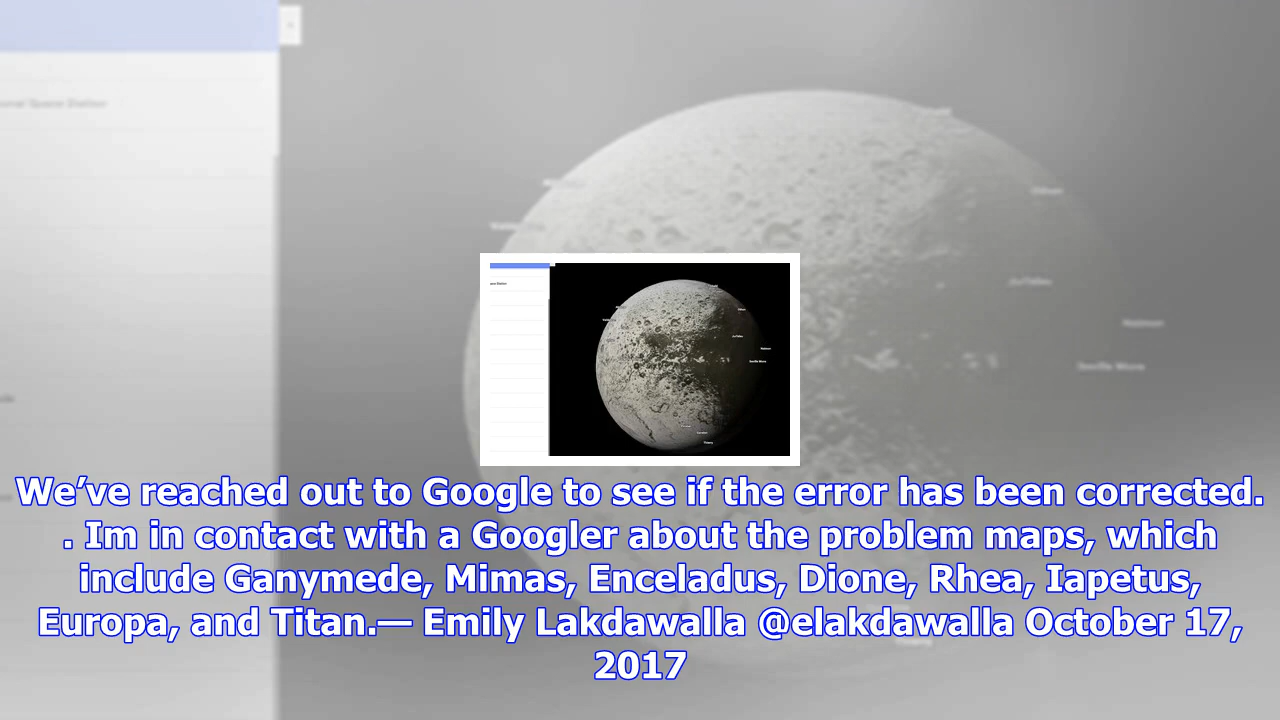 We’ve reached out to Google to see if the error has been corrected.
. Im in contact with a Googler about the problem maps, which
include Ganymede, Mimas, Enceladus, Dione, Rhea, Iapetus,
Europa, and Titan.— Emily Lakdawalla @elakdawalla October 17,
2017